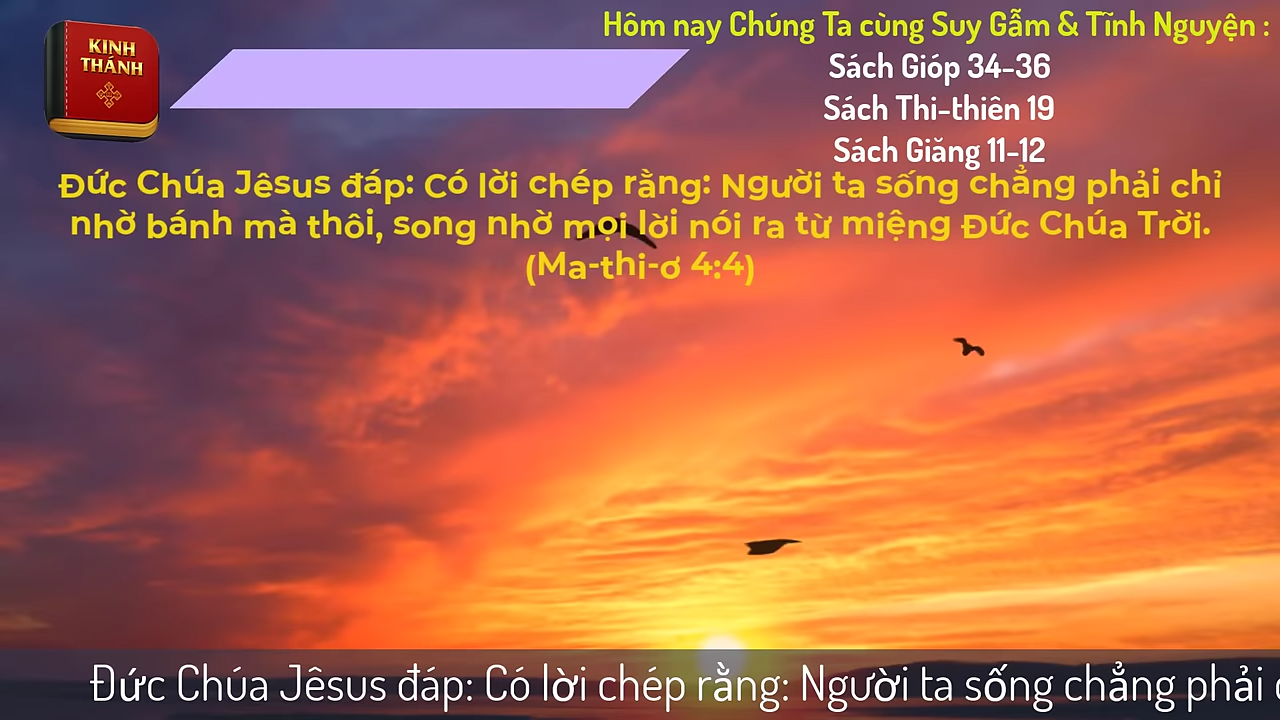 KINH
THÁNH
Hôm nay Chúng Ta cùng Suy Gẫm & Tĩnh Nguyện :
Sách Gióp 34-36
Sách Thi-thiên 19
Sách Giăng 11-12
Đức Chúa Jêsus đáp: Có lời chép rằng: Người ta sống chẳng phải chỉ
nhờ bánh mà thôi, song nhờ mọi lời nói ra từ miệng Đức Chúa Trời.
(Ma-thi-ơ 4:4)
Đức Chúa Jêsus đáp: Có lời chép rằng: Người ta sống chẳng phải